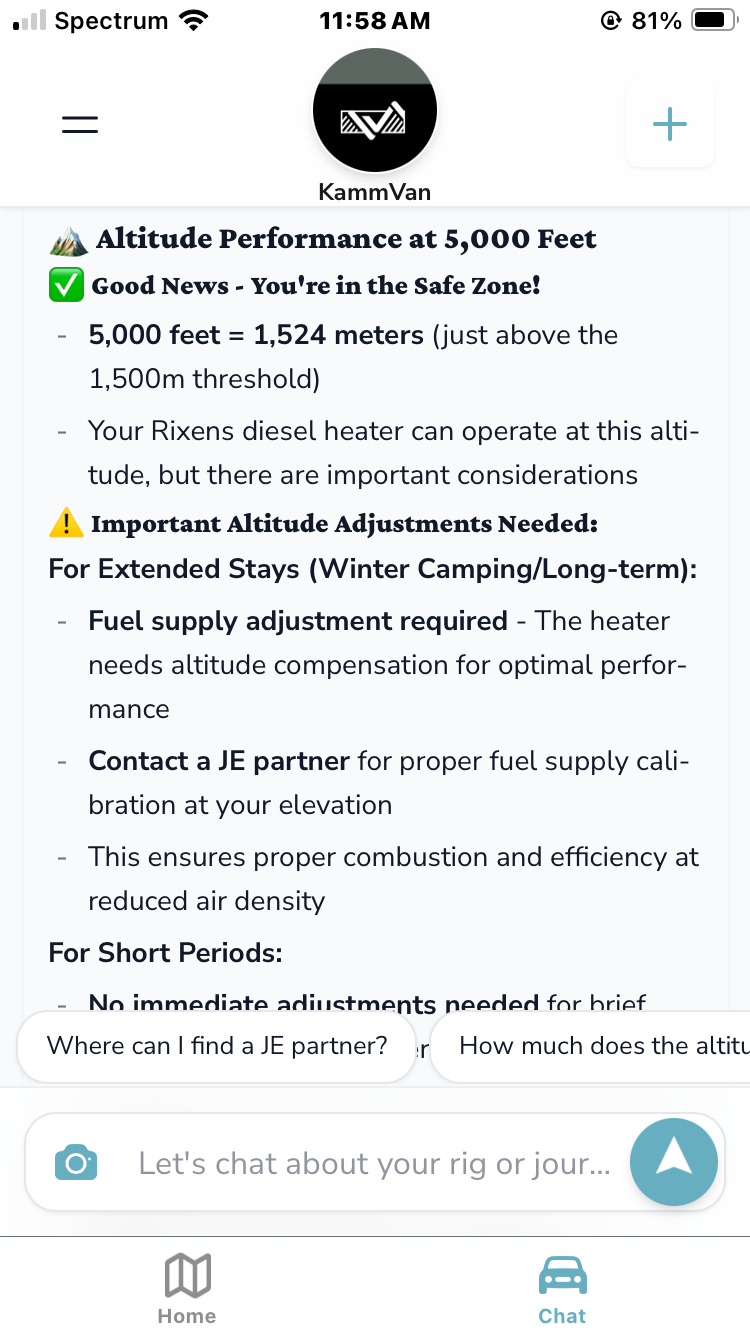 Spectrum 11:58 AM 81%
KammVan
Altitude Performance at 5,000 Feet
Good News - You're in the Safe Zone!
- 5,000 feet = 1,524 meters (just above the
1,500m threshold)
- Your Rixens diesel heater can operate at this alti-
tude, but there are important considerations
Important Altitude Adjustments Needed:
For Extended Stays (Winter Camping/Long-term):
- Fuel supply adjustment required - The heater
needs altitude compensation for optimal perfor-
mance
- Contact a JE partner for proper fuel supply cali-
bration at your elevation
- This ensures proper combustion and efficiency at
reduced air density
For Short Periods:
- No immediate adjustments needed for brief
Where can I find a JE partner? How much does the altitu
Let's chat about your rig or jour...
Home Chat